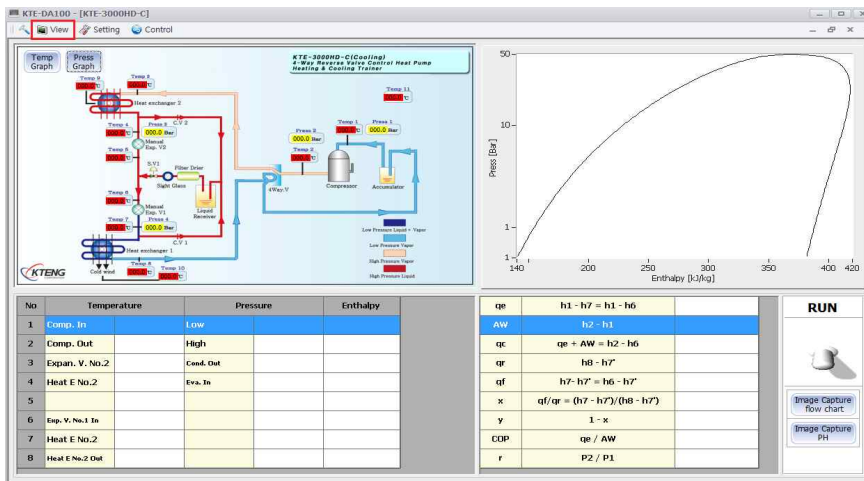 KTE-DA100 - [KTE-3000HD-C]
View Setting Control
Temp Graph
Press Graph
KTE-3000HD-C(Cooling)
4-Way Reverse Valve Control Heat Pump
Heating & Cooling Trainer
Temp 9
Temp 3
Temp 11
Heat exchanger 2
C.V 2
Temp 4
Press 3
000.0 Bar
Manual
Exp. V2
Temp 5
Press 2
000.0 Bar
Temp 1
Press 1
000.0 Bar
Temp 2
S.V1
Filter Drier
Sight Glass
4Way.V
Compressor
Accumulator
Temp 6
Manual
Exp. V1
Liquid
Receiver
Temp 7
Press 4
000.0 Bar
C.V 1
Heat exchanger 1
Low Pressure Liquid + Vapor
Low Pressure Vapor
High Pressure Vapor
High Pressure Liquid
KTENG
Cold wind
Temp 8
Temp 10
50
10
1
1
Press [Bar]
140 200 250 300 350 400 420
Enthalpy [kJ/kg]
No Temperature Pressure Enthalpy
1 Comp. In Low
2 Comp. Out High
3 Expan. V. No.2 Cond. Out
4 Heat E No.2 Eva. In
5
6 Exp. V. No.1 In
7 Heat E No.2
8 Heat E No.2 Out
qe h1 - h7 = h1 - h6
AW h2 - h1
qc qe + AW = h2 - h6
qr h8 - h7'
qf h7- h7' = h6 - h7'
x qf/qr = (h7 - h7')/(h8 - h7')
y 1 - x
COP qe / AW
r P2 / P1
RUN
Image Capture
flow chart
Image Capture
PH